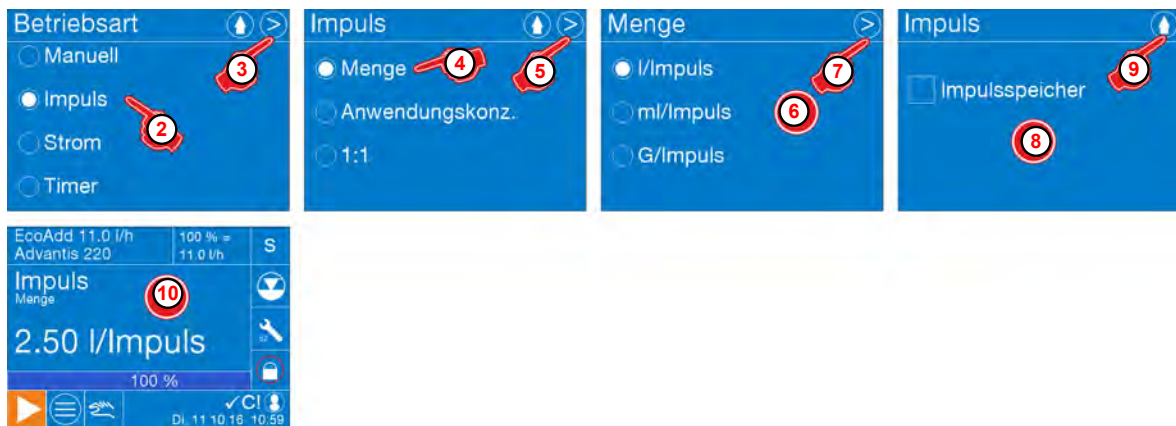 Betriebsart
Manuell
3
Impuls
2
Strom
Timer
Impuls
Menge
4
5
Anwendungskonz.
1:1
Menge
l/Impuls
7
ml/Impuls
6
G/Impuls
Impuls
9
Impulsspeicher
8
EcoAdd 11.0 l/h
Advantis 220
100 % =
11.0 l/h
S
Impuls
Menge
10
2.50 l/Impuls
100 %
✓C!
Di. 11 10 16 10:59